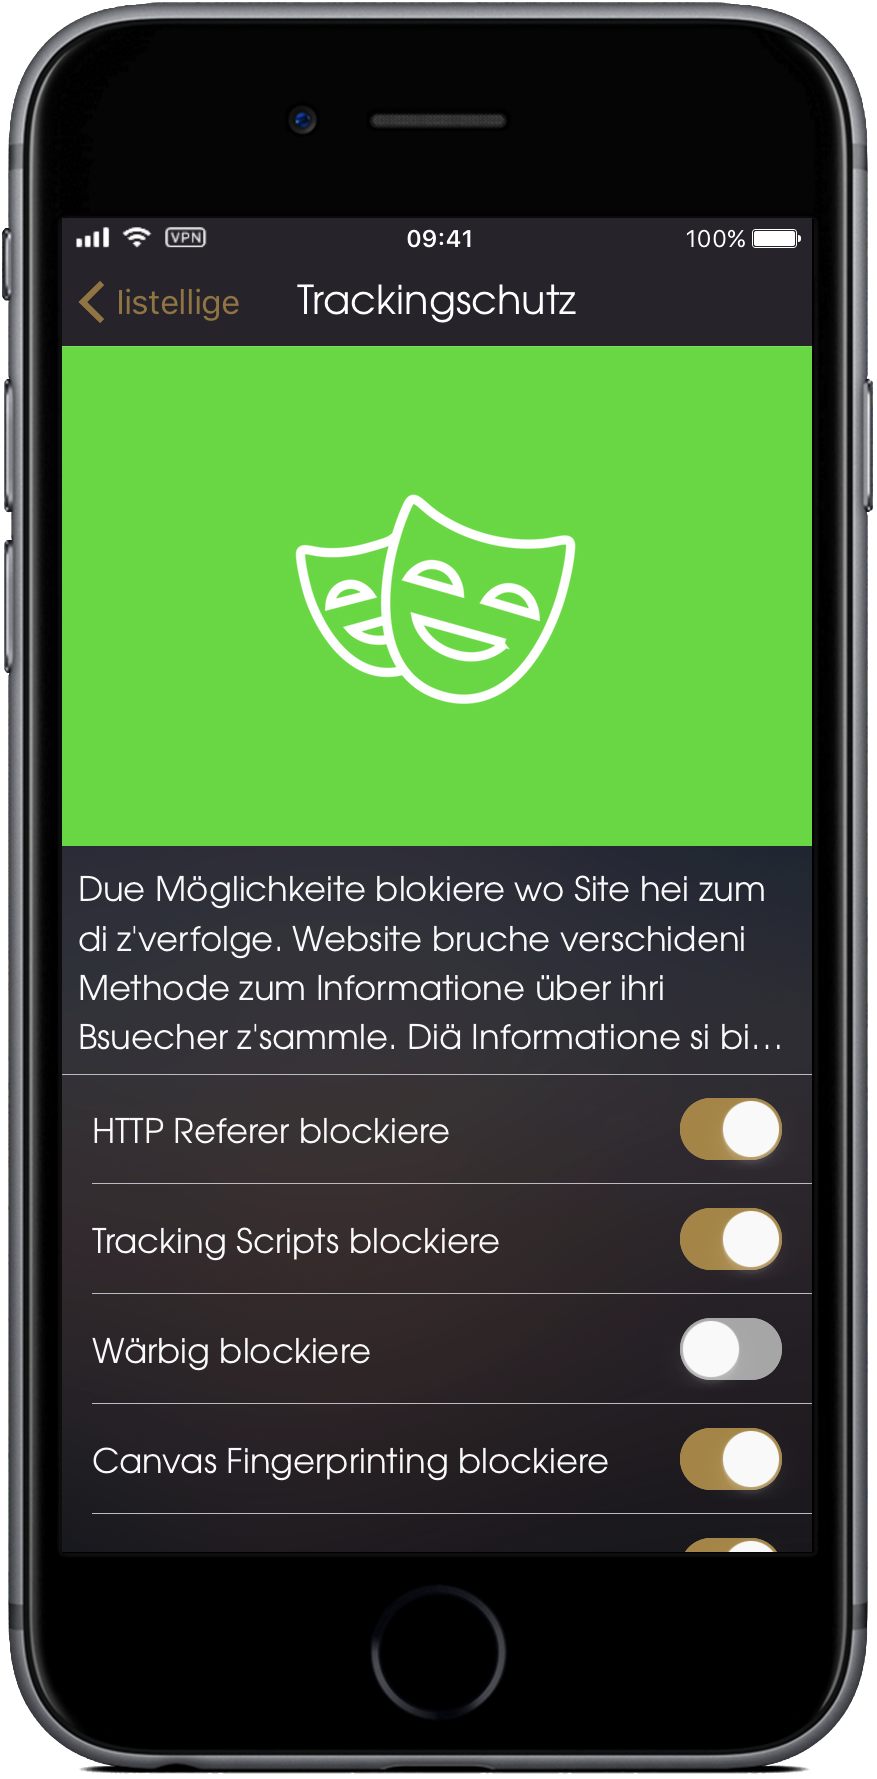 VPN 09:41 100%
Iistellige Trackingschutz
Due Möglichkeite blokiere wo Site hei zum
di z'verfolge. Website bruche verschideni
Methode zum Informatione über ihri
Bsuecher z'sammle. Diä Informatione si bi...
HTTP Referer blockiere
Tracking Scripts blockiere
Wärbig blockiere
Canvas Fingerprinting blockiere